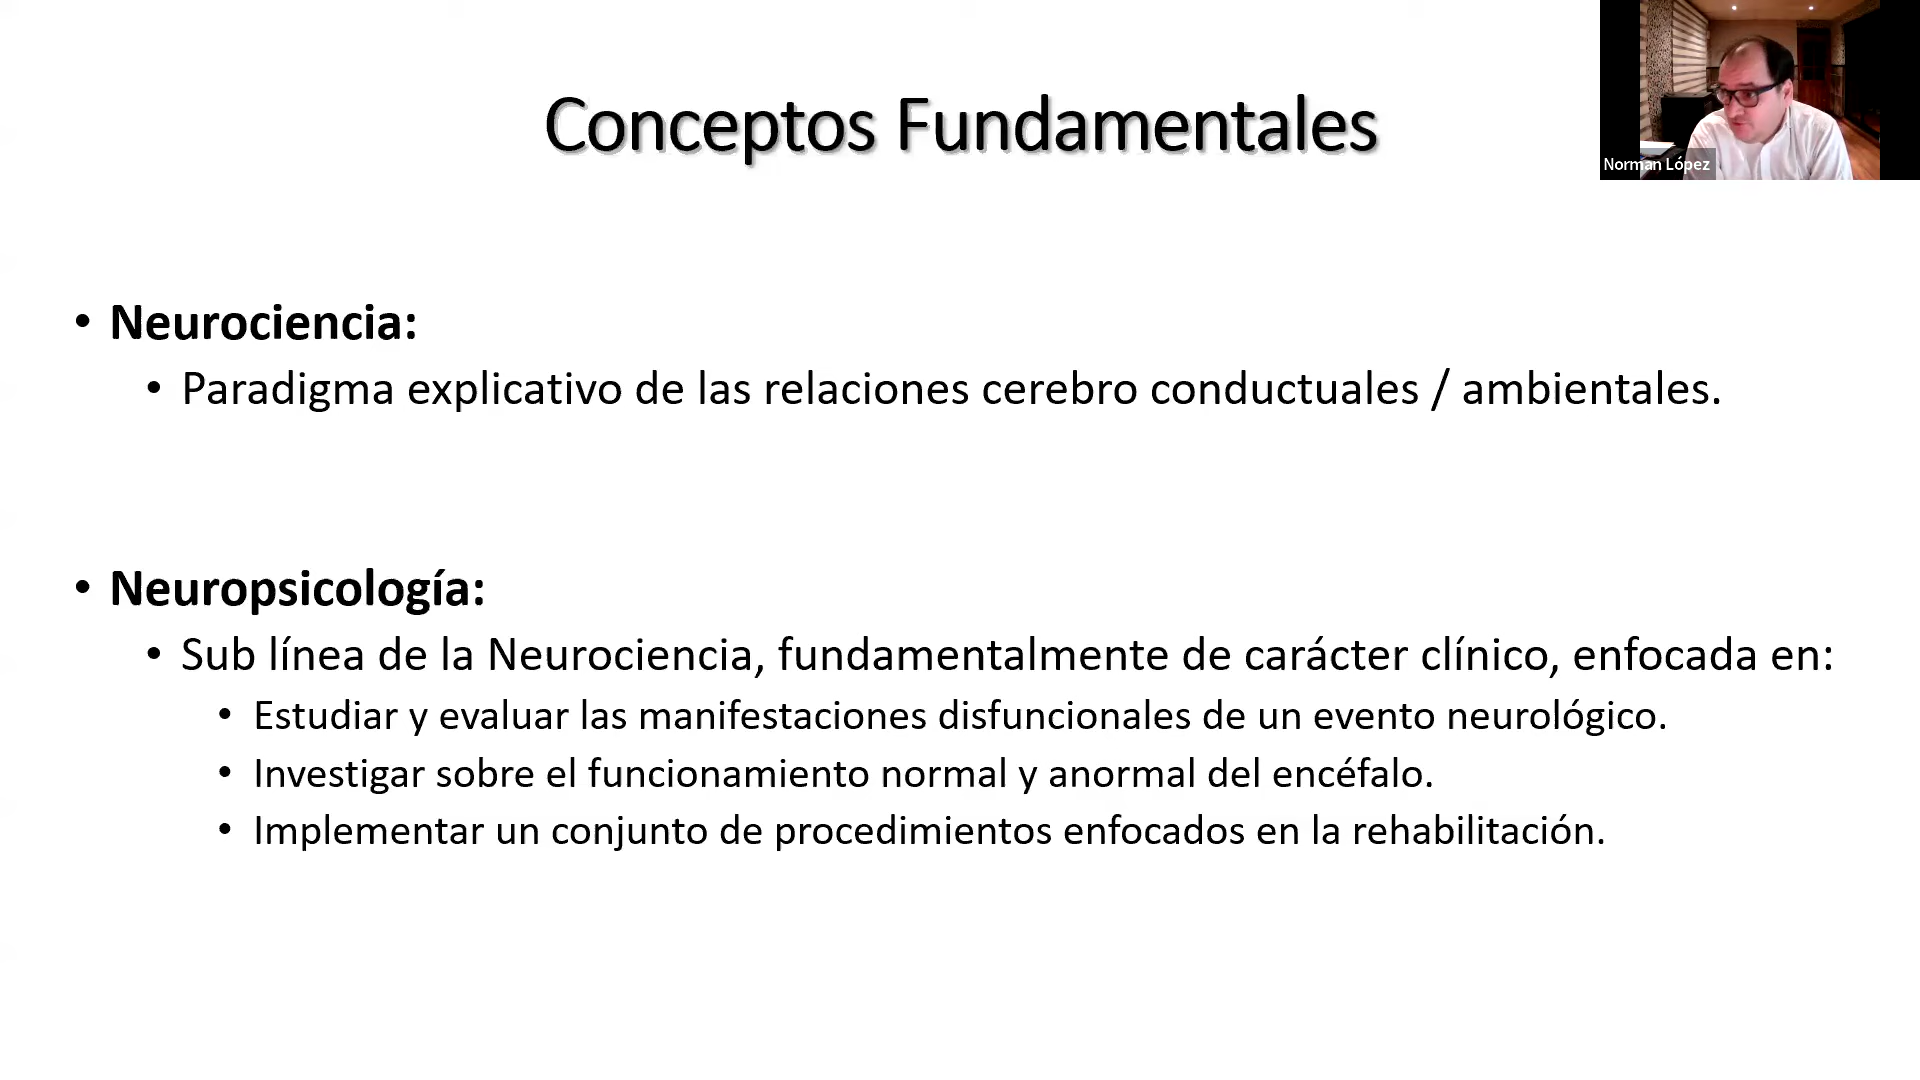 Conceptos Fundamentales
Norman López
• Neurociencia:
• Paradigma explicativo de las relaciones cerebro conductuales / ambientales.
• Neuropsicología:
• Sub línea de la Neurociencia, fundamentalmente de carácter clínico, enfocada en:
• Estudiar y evaluar las manifestaciones disfuncionales de un evento neurológico.
• Investigar sobre el funcionamiento normal y anormal del encéfalo.
• Implementar un conjunto de procedimientos enfocados en la rehabilitación.